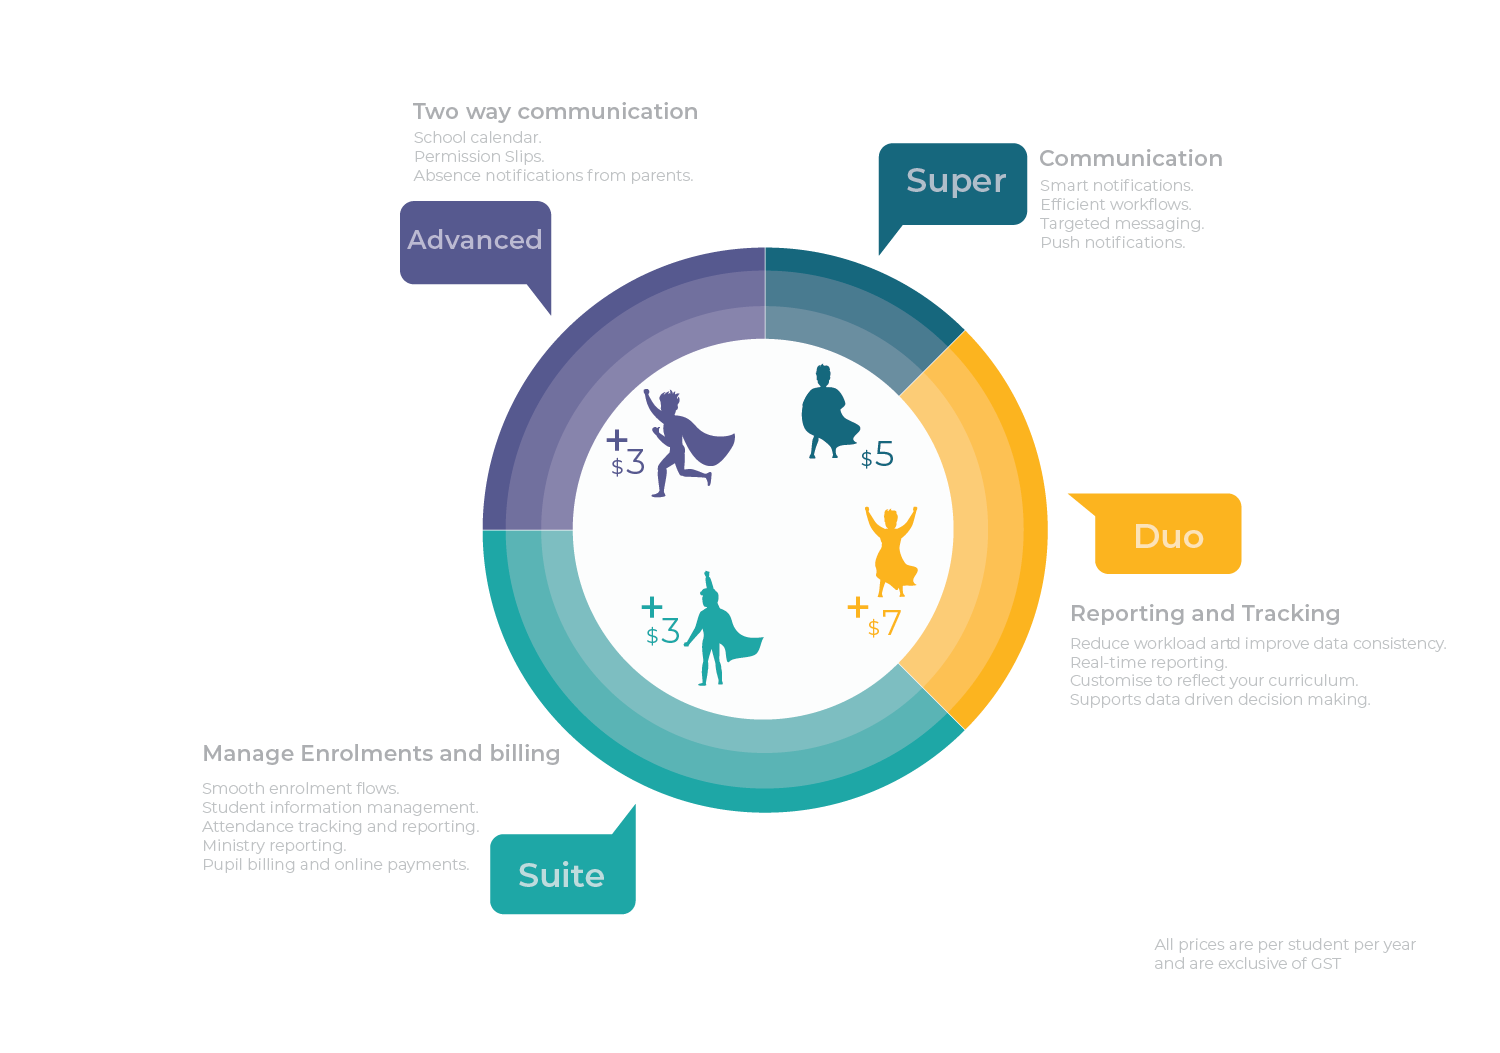 Two way communication
School calendar.
Permission Slips.
Absence notifications from parents.
Advanced
Super
Communication
Smart notifications.
Efficient workflows.
Targeted messaging.
Push notifications.
+
$3
$5
Duo
Reporting and Tracking
Reduce workload and improve data consistency.
Real-time reporting.
Customise to reflect your curriculum.
Supports data driven decision making.
+
$7
+
$3
Manage Enrolments and billing
Smooth enrolment flows.
Student information management.
Attendance tracking and reporting.
Ministry reporting.
Pupil billing and online payments.
Suite
All prices are per student per year
and are exclusive of GST